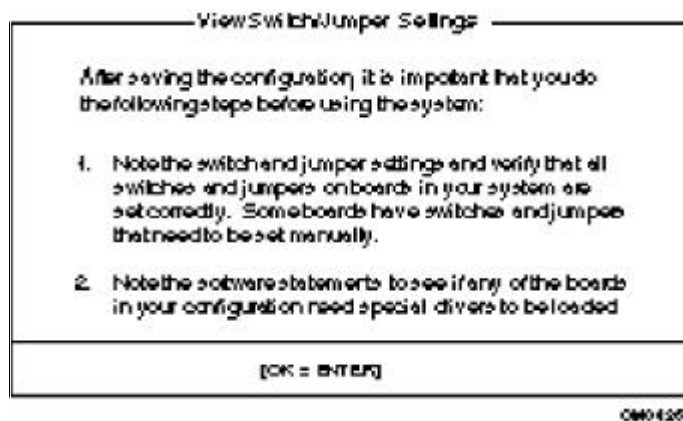 View Switch/Jumper Settings
After saving the configuration, it is important that you do
the following steps before using the system:
1. Note the switch and jumper settings and verify that all
switches and jumpers on boards in your system are
set correctly. Some boards have switches and jumpers
that need to be set manually.
2. Note the software statements to see if any of the boards
in your configuration need special drivers to be loaded
[OK = ENTER]